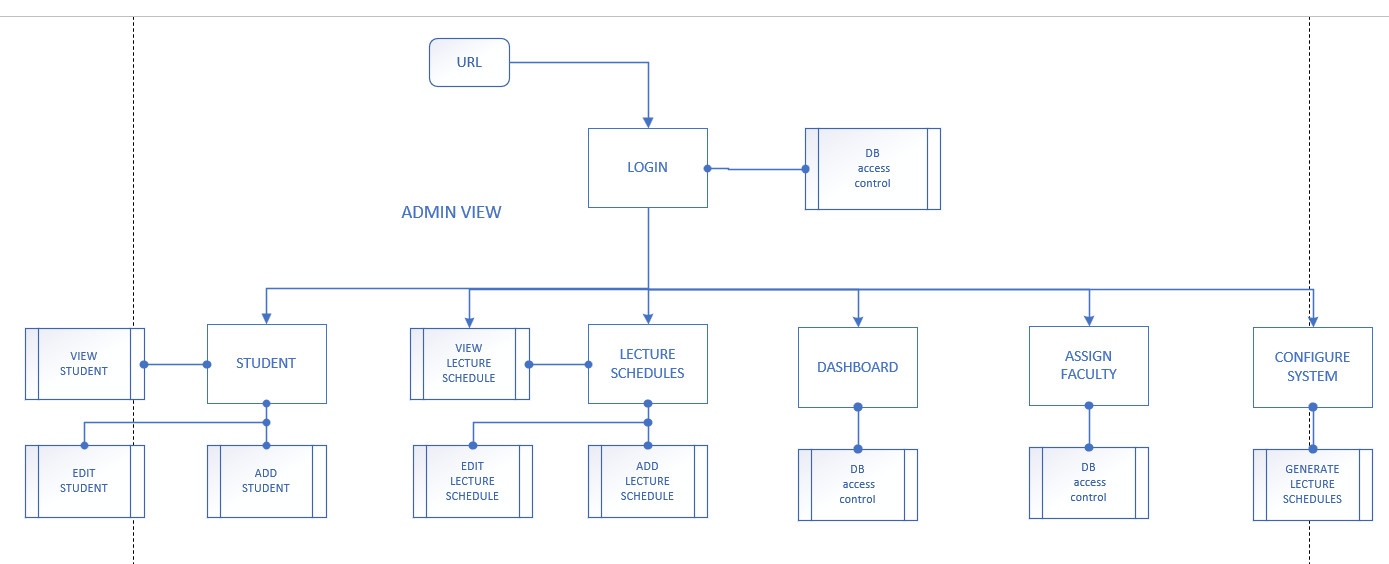 URL
LOGIN
DB
access
control
ADMIN VIEW
VIEW
STUDENT
STUDENT
VIEW
LECTURE
SCHEDULE
LECTURE
SCHEDULES
DASHBOARD
ASSIGN
FACULTY
CONFIGURE
SYSTEM
EDIT
STUDENT
ADD
STUDENT
EDIT
LECTURE
SCHEDULE
ADD
LECTURE
SCHEDULE
DB
access
control
DB
access
control
GENERATE
LECTURE
SCHEDULES